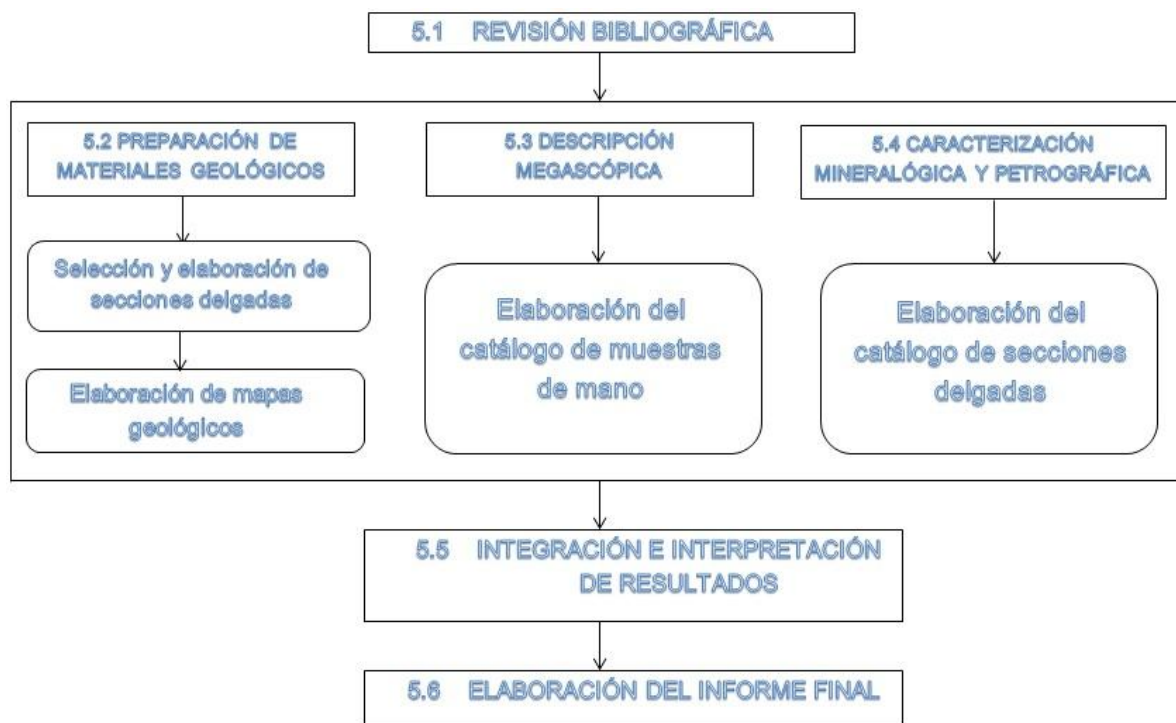 5.1 REVISIÓN BIBLIOGRÁFICA
5.2 PREPARACIÓN DE
MATERIALES GEOLÓGICOS
Selección y elaboración de
secciones delgadas
Elaboración de mapas
geológicos
5.3 DESCRIPCIÓN
MEGASCÓPICA
Elaboración del
catálogo de muestras
de mano
5.4 CARACTERIZACIÓN
MINERALÓGICA Y PETROGRÁFICA
Elaboración del
catálogo de secciones
delgadas
5.5 INTEGRACIÓN E INTERPRETACIÓN
DE RESULTADOS
5.6 ELABORACIÓN DEL INFORME FINAL